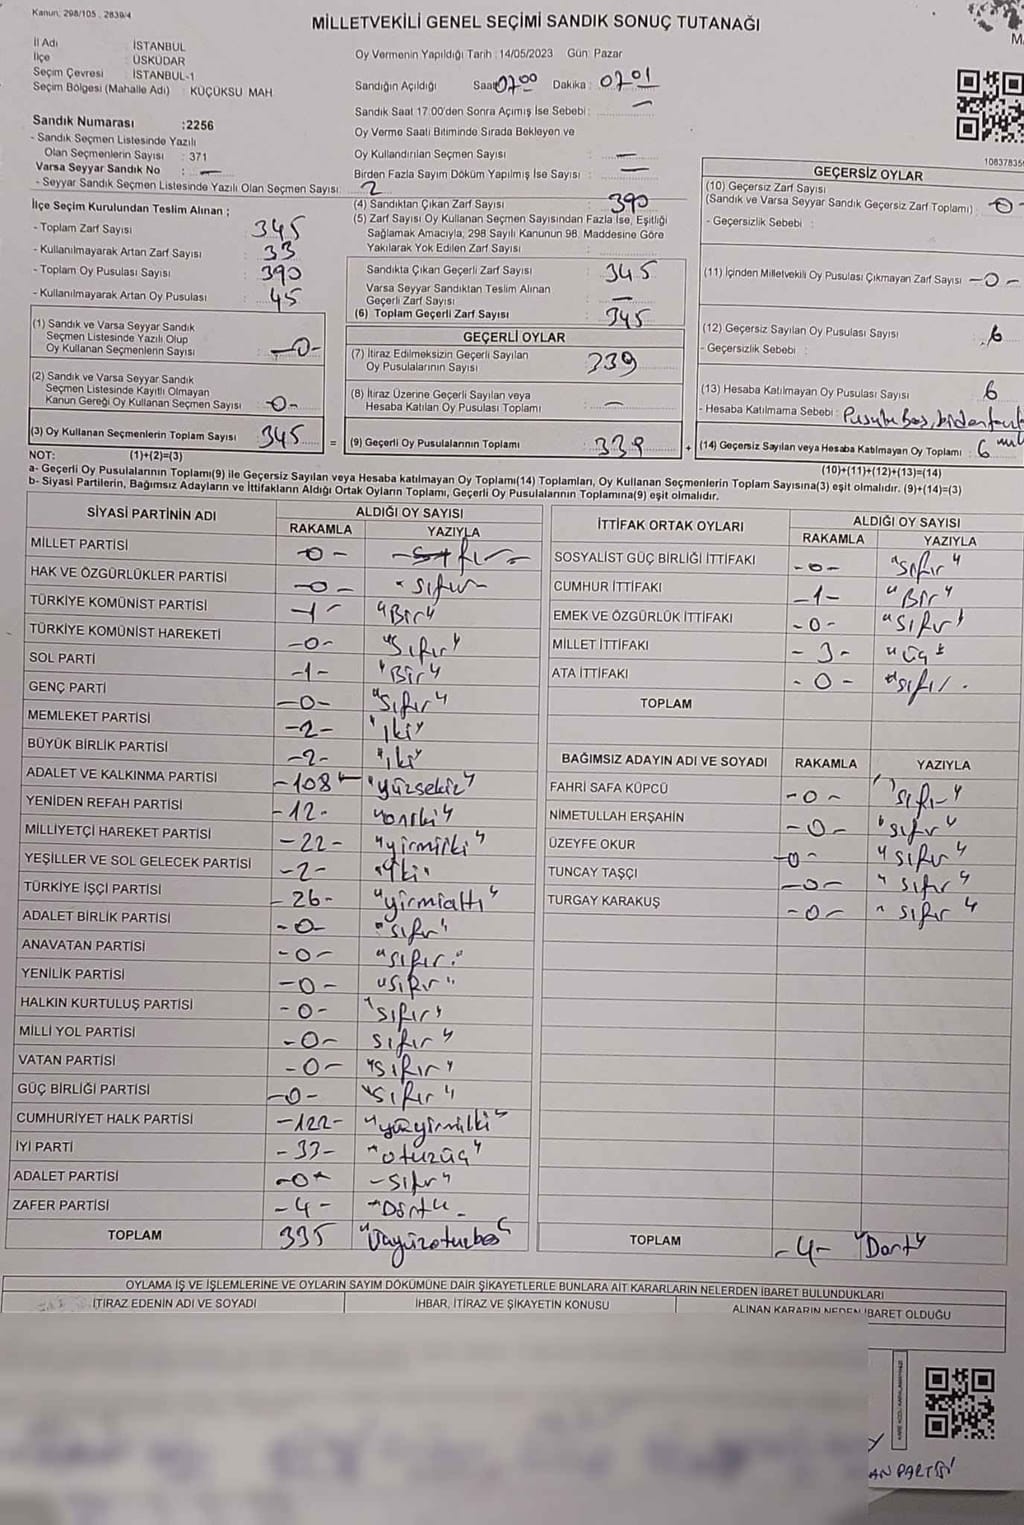 Kanun: 298/105, 2839/4
MİLLETVEKİLİ GENEL SEÇİMİ SANDIK SONUÇ TUTANAĞI
İl Adı : İSTANBUL
İlçe : ÜSKÜDAR
Seçim Çevresi : İSTANBUL-1
Seçim Bölgesi (Mahalle Adı) : KÜÇÜKSU MAH.
Sandık Numarası :2256
- Sandık Seçmen Listesinde Yazılı
Olan Seçmenlerin Sayısı : 371
Varsa Seyyar Sandık No : —
- Seyyar Sandık Seçmen Listesinde Yazılı Olan Seçmen Sayısı: 2
İlçe Seçim Kurulundan Teslim Alınan ;
- Toplam Zarf Sayısı : 345
- Kullanılmayarak Artan Zarf Sayısı : 33
- Toplam Oy Pusulası Sayısı : 390
- Kullanılmayarak Artan Oy Pusulası : 45
(1) Sandık ve Varsa Seyyar Sandık
Seçmen Listesinde Yazılı Olup
Oy Kullanan Seçmenlerin Sayısı : -0-
(2) Sandık ve Varsa Seyyar Sandık
Seçmen Listesinde Kayıtlı Olmayan
Kanun Gereği Oy Kullanan Seçmen Sayısı : -0-
(3) Oy Kullanan Seçmenlerin Toplam Sayısı : 345
Oy Vermenin Yapıldığı Tarih : 14/05/2023 Gün: Pazar
Sandığın Açıldığı Saat: 07 00 Dakika : 07 01
Sandık Saat 17:00'den Sonra Açımış İse Sebebi : —
Oy Verme Saati Bitiminde Sırada Bekleyen ve
Oy Kullandırılan Seçmen Sayısı : —
Birden Fazla Sayım Döküm Yapılmış İse Sayısı : —
(4) Sandıktan Çıkan Zarf Sayısı : 390
(5) Zarf Sayısı Oy Kullanan Seçmen Sayısından Fazla İse, Eşitliği
Sağlamak Amacıyla, 298 Sayılı Kanunun 98. Maddesine Göre
Yakılarak Yok Edilen Zarf Sayısı :
Sandıkta Çıkan Geçerli Zarf Sayısı : 345
Varsa Seyyar Sandıktan Teslim Alınan
Geçerli Zarf Sayısı : —
(6) Toplam Geçerli Zarf Sayısı : 345
GEÇERLİ OYLAR
(7) İtiraz Edilmeksizin Geçerli Sayılan
Oy Pusulalarının Sayısı : 339
(8) İtiraz Üzerine Geçerli Sayılan veya
Hesaba Katılan Oy Pusulası Toplamı : —
= (9) Geçerli Oy Pusulalarının Toplamı : 339
10837835
GEÇERSİZ OYLAR
(10) Geçersiz Zarf Sayısı
(Sandık ve Varsa Seyyar Sandık Geçersiz Zarf Toplamı) : -0-
- Geçersizlik Sebebi :
(11) İçinden Milletvekili Oy Pusulası Çıkmayan Zarf Sayısı -0-
(12) Geçersiz Sayılan Oy Pusulası Sayısı : 6
- Geçersizlik Sebebi :
(13) Hesaba Katılmayan Oy Pusulası Sayısı : 6
- Hesaba Katılmama Sebebi : Pusula Boş, birden
+ (14) Geçersiz Sayılan veya Hesaba Katılmayan Oy Toplamı : 6
NOT: (1)+(2)=(3) (10)+(11)+(12)+(13)=(14)
a- Geçerli Oy Pusulalarının Toplamı(9) ile Geçersiz Sayılan veya Hesaba katılmayan Oy Toplamı(14) Toplamları, Oy Kullanan Seçmenlerin Toplam Sayısına(3) eşit olmalıdır. (9)+(14)=(3)
b- Siyasi Partilerin, Bağımsız Adayların ve İttifakların Aldığı Ortak Oyların Toplamı, Geçerli Oy Pusulalarının Toplamına(9) eşit olmalıdır.
SİYASİ PARTİNİN ADI ALDIĞI OY SAYISI
RAKAMLA YAZIYLA
MİLLET PARTİSİ -0- sıfır
HAK VE ÖZGÜRLÜKLER PARTİSİ -0- "sıfır
TÜRKİYE KOMÜNİST PARTİSİ -1- "Bir"
TÜRKİYE KOMÜNİST HAREKETİ -0- "Sıfır"
SOL PARTİ -1- "Bir"
GENÇ PARTİ -0- "Sıfır"
MEMLEKET PARTİSİ -2- "iki"
BÜYÜK BİRLİK PARTİSİ -2- "iki"
ADALET VE KALKINMA PARTİSİ -108- "yüzsekiz"
YENİDEN REFAH PARTİSİ -12- "oniki"
MİLLİYETÇİ HAREKET PARTİSİ -22- "yirmiiki"
YEŞİLLER VE SOL GELECEK PARTİSİ -2- "iki"
TÜRKİYE İŞÇİ PARTİSİ -26- "yirmialtı"
ADALET BİRLİK PARTİSİ -0- "sıfır"
ANAVATAN PARTİSİ -0- "sıfır"
YENİLİK PARTİSİ -0- "sıfır"
HALKIN KURTULUŞ PARTİSİ -0- "sıfır"
MİLLİ YOL PARTİSİ -0- sıfır"
VATAN PARTİSİ -0- "sıfır"
GÜÇ BİRLİĞİ PARTİSİ -0- "sıfır"
CUMHURİYET HALK PARTİSİ -122- "yüzyirmiiki"
İYİ PARTİ -33- "otuzüç"
ADALET PARTİSİ -0- -sıfır"
ZAFER PARTİSİ -4- "Dört"
TOPLAM 335 "Üçyüzotuzbeş"
İTTİFAK ORTAK OYLARI ALDIĞI OY SAYISI
RAKAMLA YAZIYLA
SOSYALİST GÜÇ BİRLİĞİ İTTİFAKI -0- "sıfır"
CUMHUR İTTİFAKI -1- "Bir"
EMEK VE ÖZGÜRLÜK İTTİFAKI -0- "sıfır"
MİLLET İTTİFAKI -3- "üç"
ATA İTTİFAKI -0- "sıfır
TOPLAM
BAĞIMSIZ ADAYIN ADI VE SOYADI RAKAMLA YAZIYLA
FAHRİ SAFA KÜPCÜ -0- "sıfır"
NİMETULLAH ERŞAHİN -0- "sıfır"
ÜZEYFE OKUR -0- "sıfır"
TUNCAY TAŞÇI -0- "sıfır"
TURGAY KARAKUŞ -0- "sıfır"
TOPLAM -4- "Dört"
OYLAMA İŞ VE İŞLEMLERİNE VE OYLARIN SAYIM DÖKÜMÜNE DAİR ŞİKAYETLERLE BUNLARA AİT KARARLARIN NELERDEN İBARET BULUNDUKLARI
İTİRAZ EDENİN ADI VE SOYADI İHBAR, İTİRAZ VE ŞİKAYETİN KONUSU ALINAN KARARIN NEDEN İBARET OLDUĞU
AN PARTİSİ